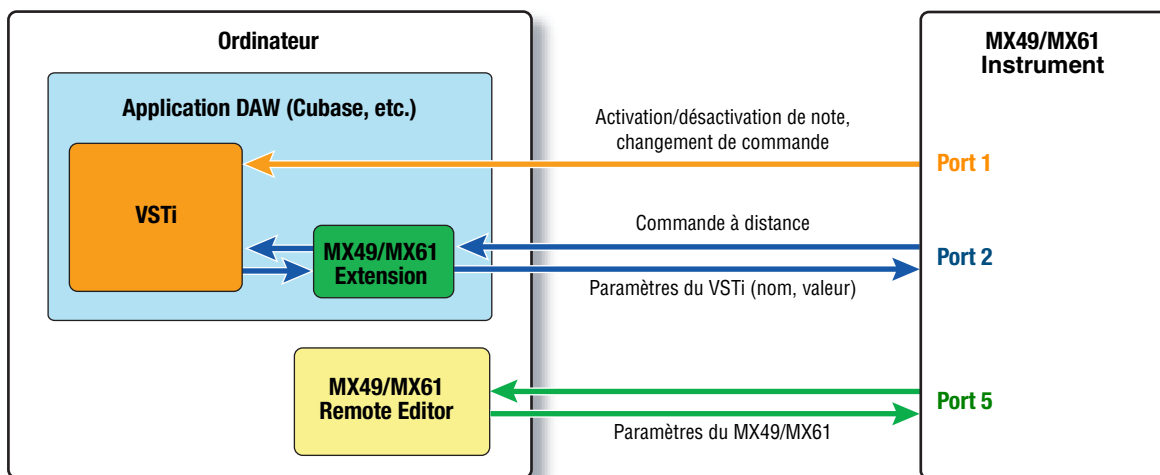 Ordinateur
MX49/MX61
Instrument
Application DAW (Cubase, etc.)
Activation/désactivation de note,
changement de commande
Port 1
VSTi
Commande à distance
MX49/MX61
Extension
Port 2
Paramètres du VSTi (nom, valeur)
MX49/MX61
Remote Editor
Port 5
Paramètres du MX49/MX61